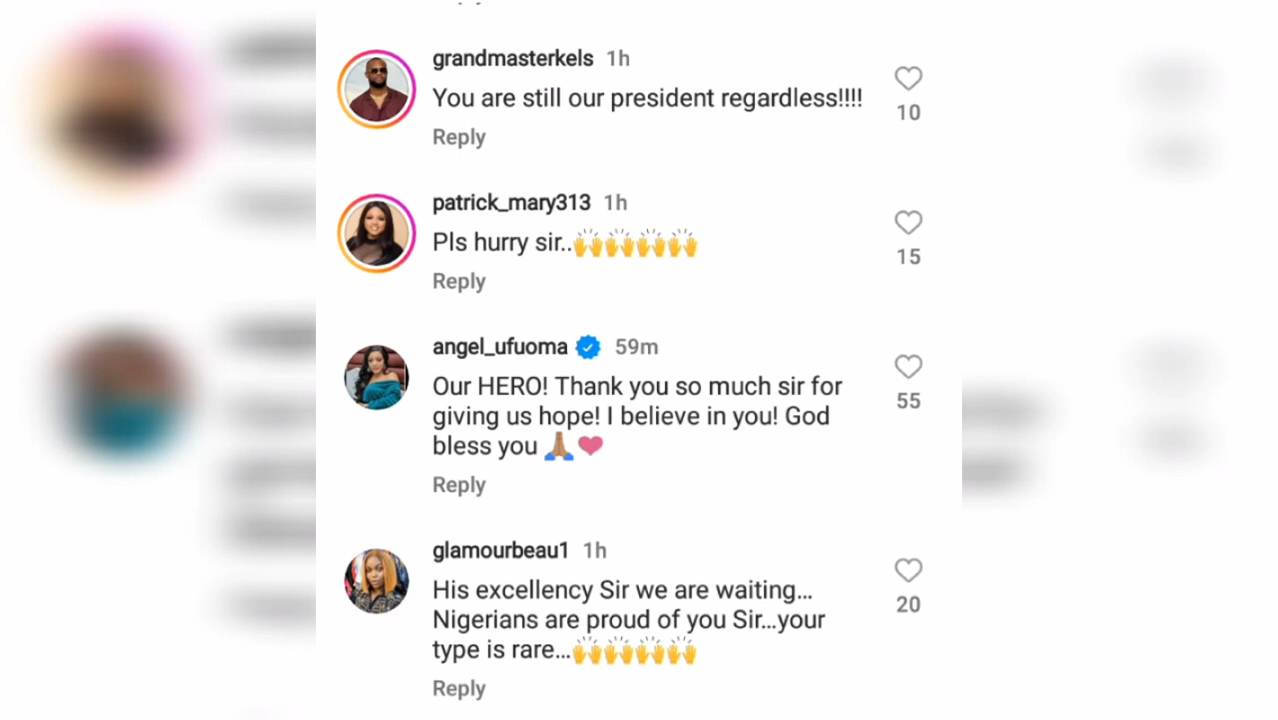 grandmasterkels 1h
You are still our president regardless!!!!
10
Reply
patrick_mary313 1h
Pls hurry sir..🙌🙌🙌🙌
15
Reply
angel_ufuoma 59m
Our HERO! Thank you so much sir for
giving us hope! I believe in you! God
bless you 🙏🏽❤
55
Reply
glamourbeau1 1h
His excellency Sir we are waiting...
Nigerians are proud of you Sir...your
type is rare...🙌🙌🙌🙌
20
Reply